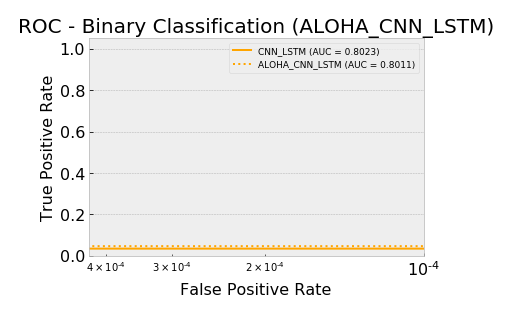 ROC - Binary Classification (ALOHA_CNN_LSTM)
CNN_LSTM (AUC = 0.8023)
ALOHA_CNN_LSTM (AUC = 0.8011)
True Positive Rate
1.0
0.8
0.6
0.4
0.2
0.0
4 × 10⁻⁴ 3 × 10⁻⁴ 2 × 10⁻⁴ 10⁻⁴
False Positive Rate